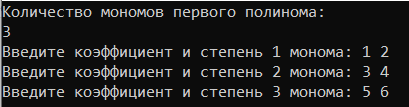 Количество мономов первого полинома:
3
Введите коэффициент и степень 1 монома: 1 2
Введите коэффициент и степень 2 монома: 3 4
Введите коэффициент и степень 3 монома: 5 6